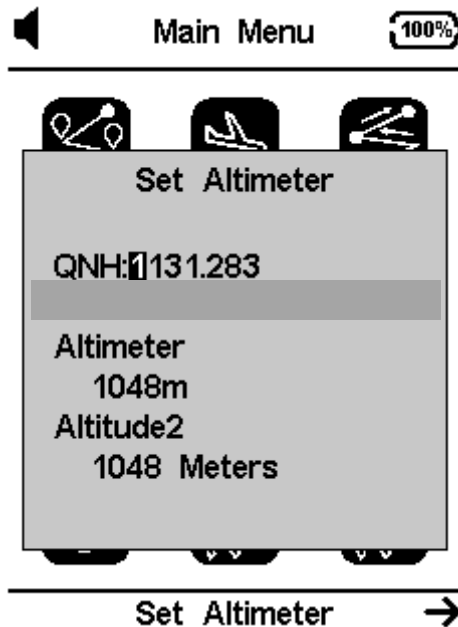 Main Menu 100%
Set Altimeter
QNH:1131.283
Altimeter
1048m
Altitude2
1048 Meters
Set Altimeter